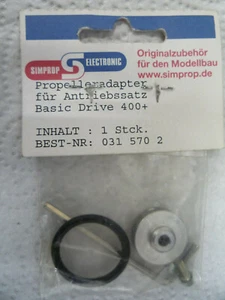 SIMPROP ELECTRONIC
Originalzubehör
für den Modellbau
www.simprop.de
Propelleradapter
für Antriebssatz
Basic Drive 400+
INHALT : 1 Stck.
BEST-NR: 031 570 2